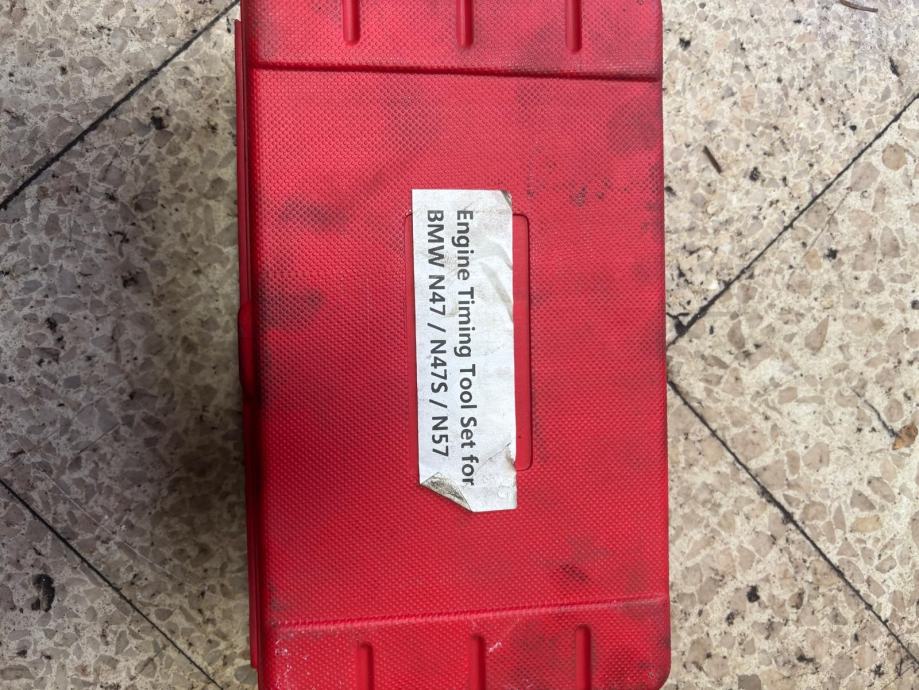 Engine Timing Tool Set for
BMW N47 / N47S / N57